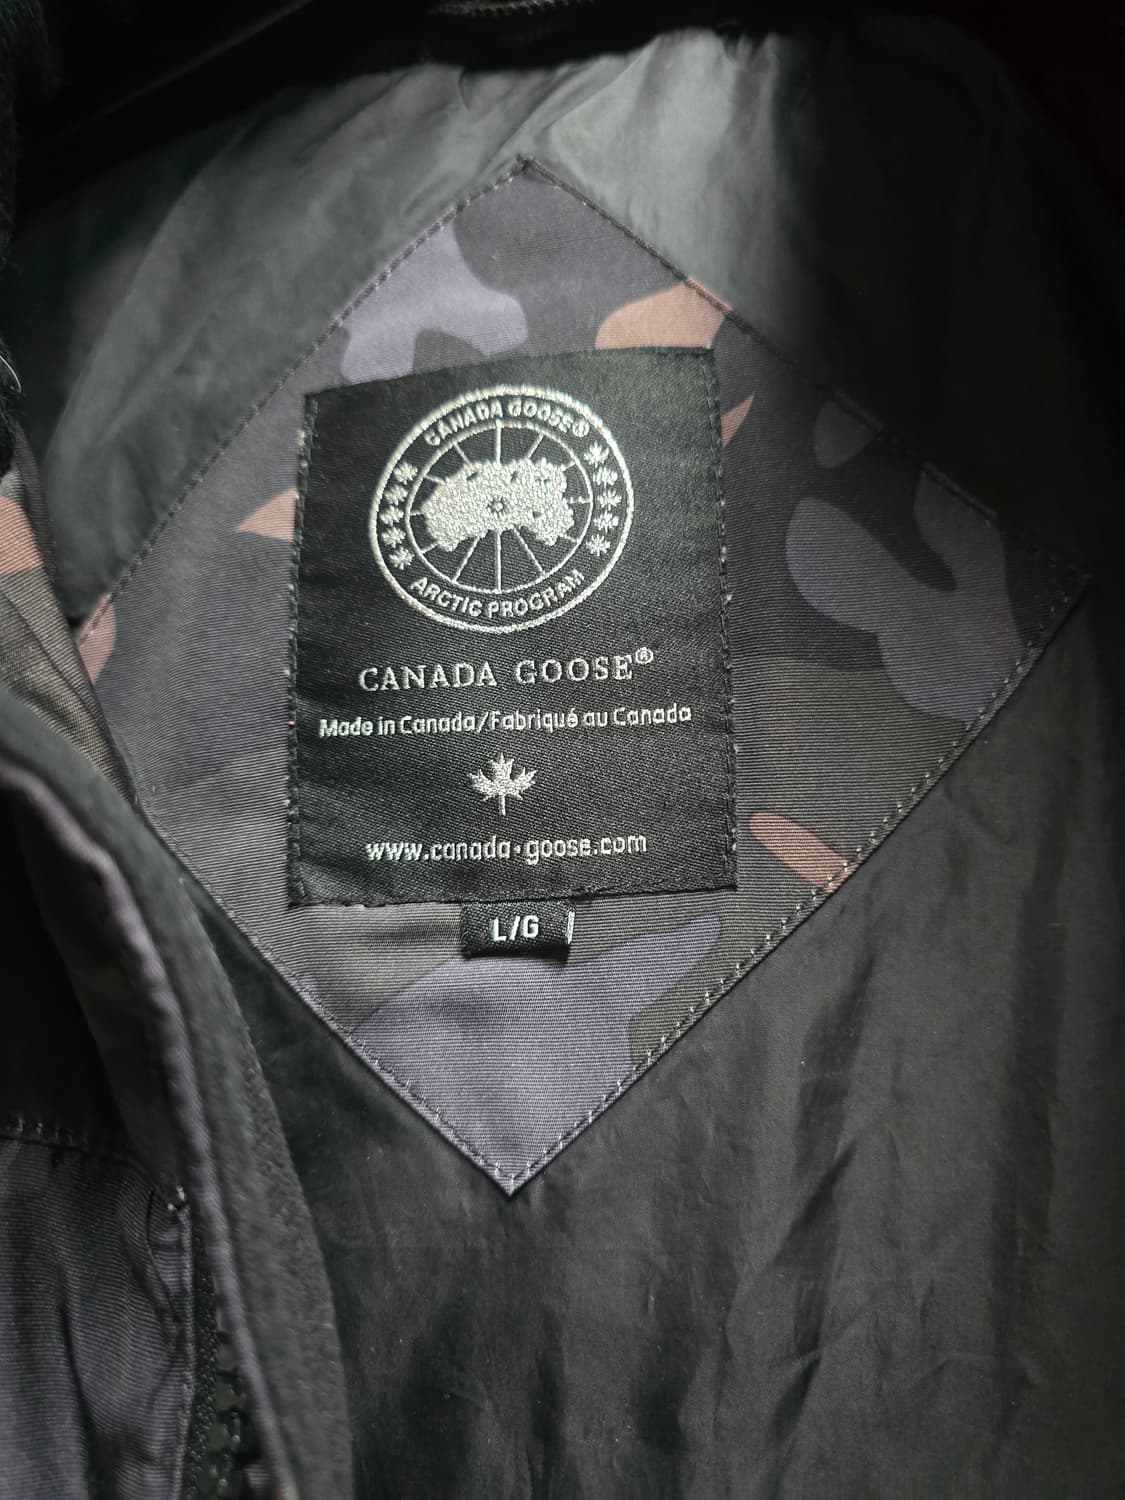 CANADA GOOSE®
ARCTIC PROGRAM
CANADA GOOSE®
Made in Canada/Fabriqué au Canada
www.canada-goose.com
L/G